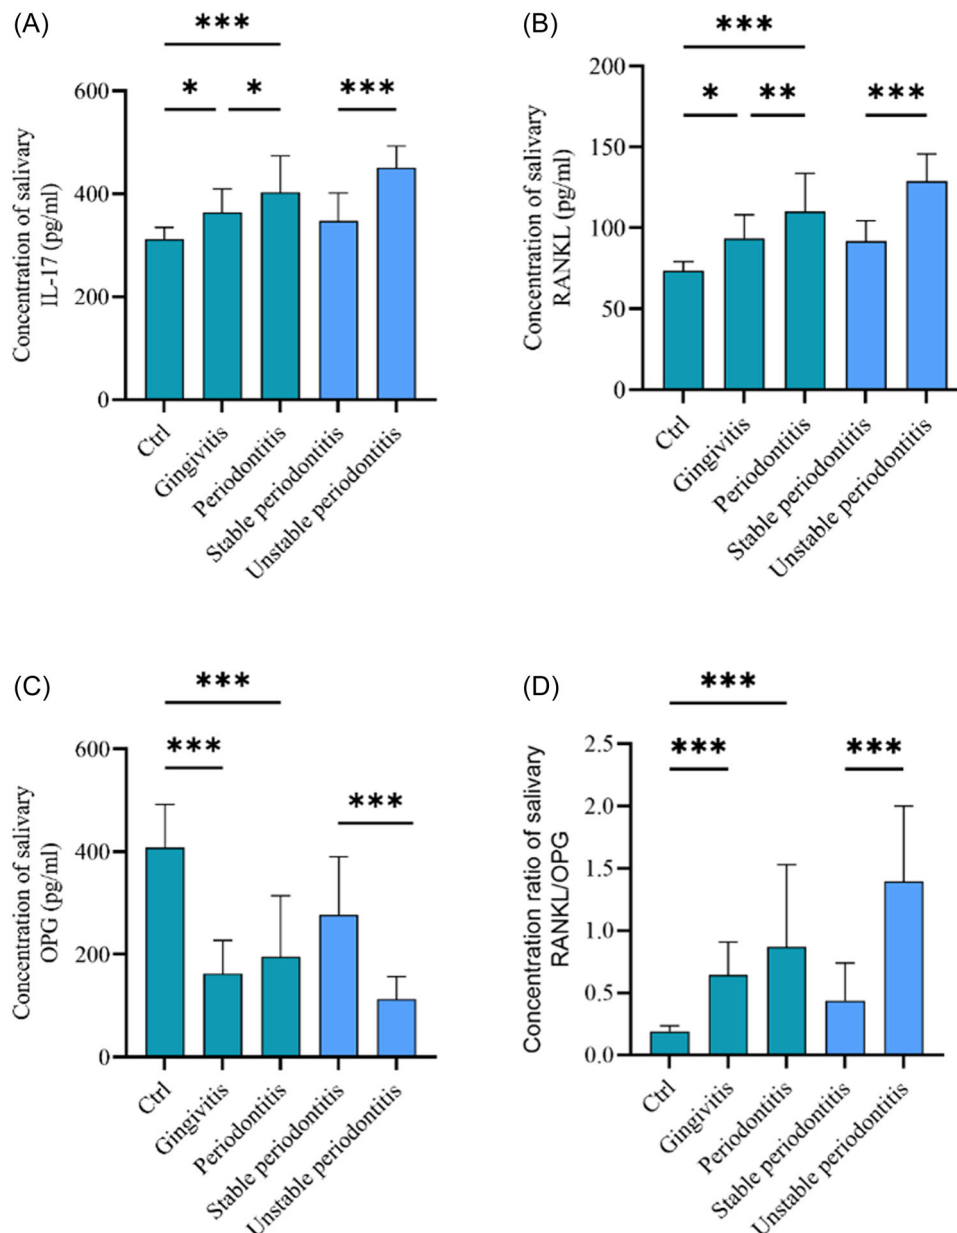 (A)
***
* * ***
600
400
200
0
Concentration of salivary
IL-17 (pg/ml)
Ctrl
Gingivitis
Periodontitis
Stable periodontitis
Unstable periodontitis
(B)
***
* ** ***
200
150
100
50
0
Concentration of salivary
RANKL (pg/ml)
Ctrl
Gingivitis
Periodontitis
Stable periodontitis
Unstable periodontitis
(C)
***
***
***
600
400
200
0
Concentration of salivary
OPG (pg/ml)
Ctrl
Gingivitis
Periodontitis
Stable periodontitis
Unstable periodontitis
(D)
***
*** ***
2.5
2.0
1.5
1.0
0.5
0.0
Concentration ratio of salivary
RANKL/OPG
Ctrl
Gingivitis
Periodontitis
Stable periodontitis
Unstable periodontitis